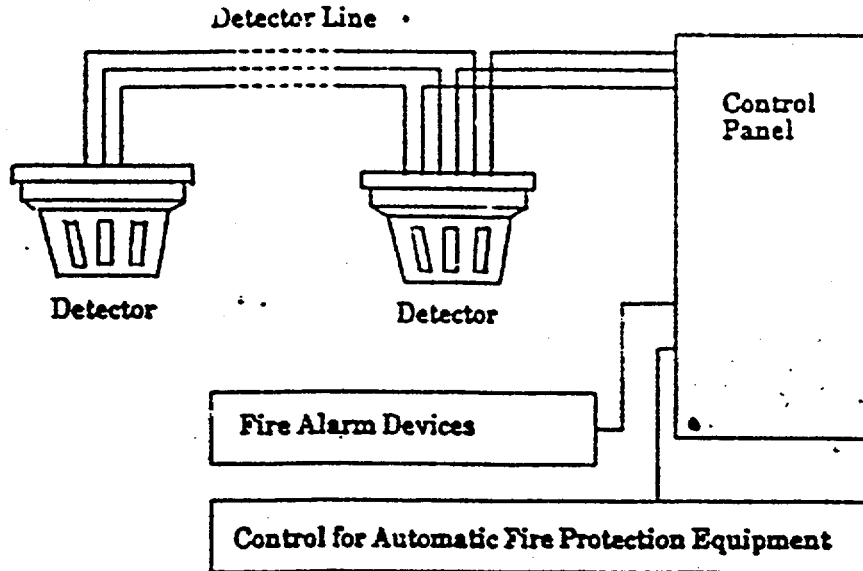 Detector Line
Control
Panel
Detector
Detector
Fire Alarm Devices
Control for Automatic Fire Protection Equipment